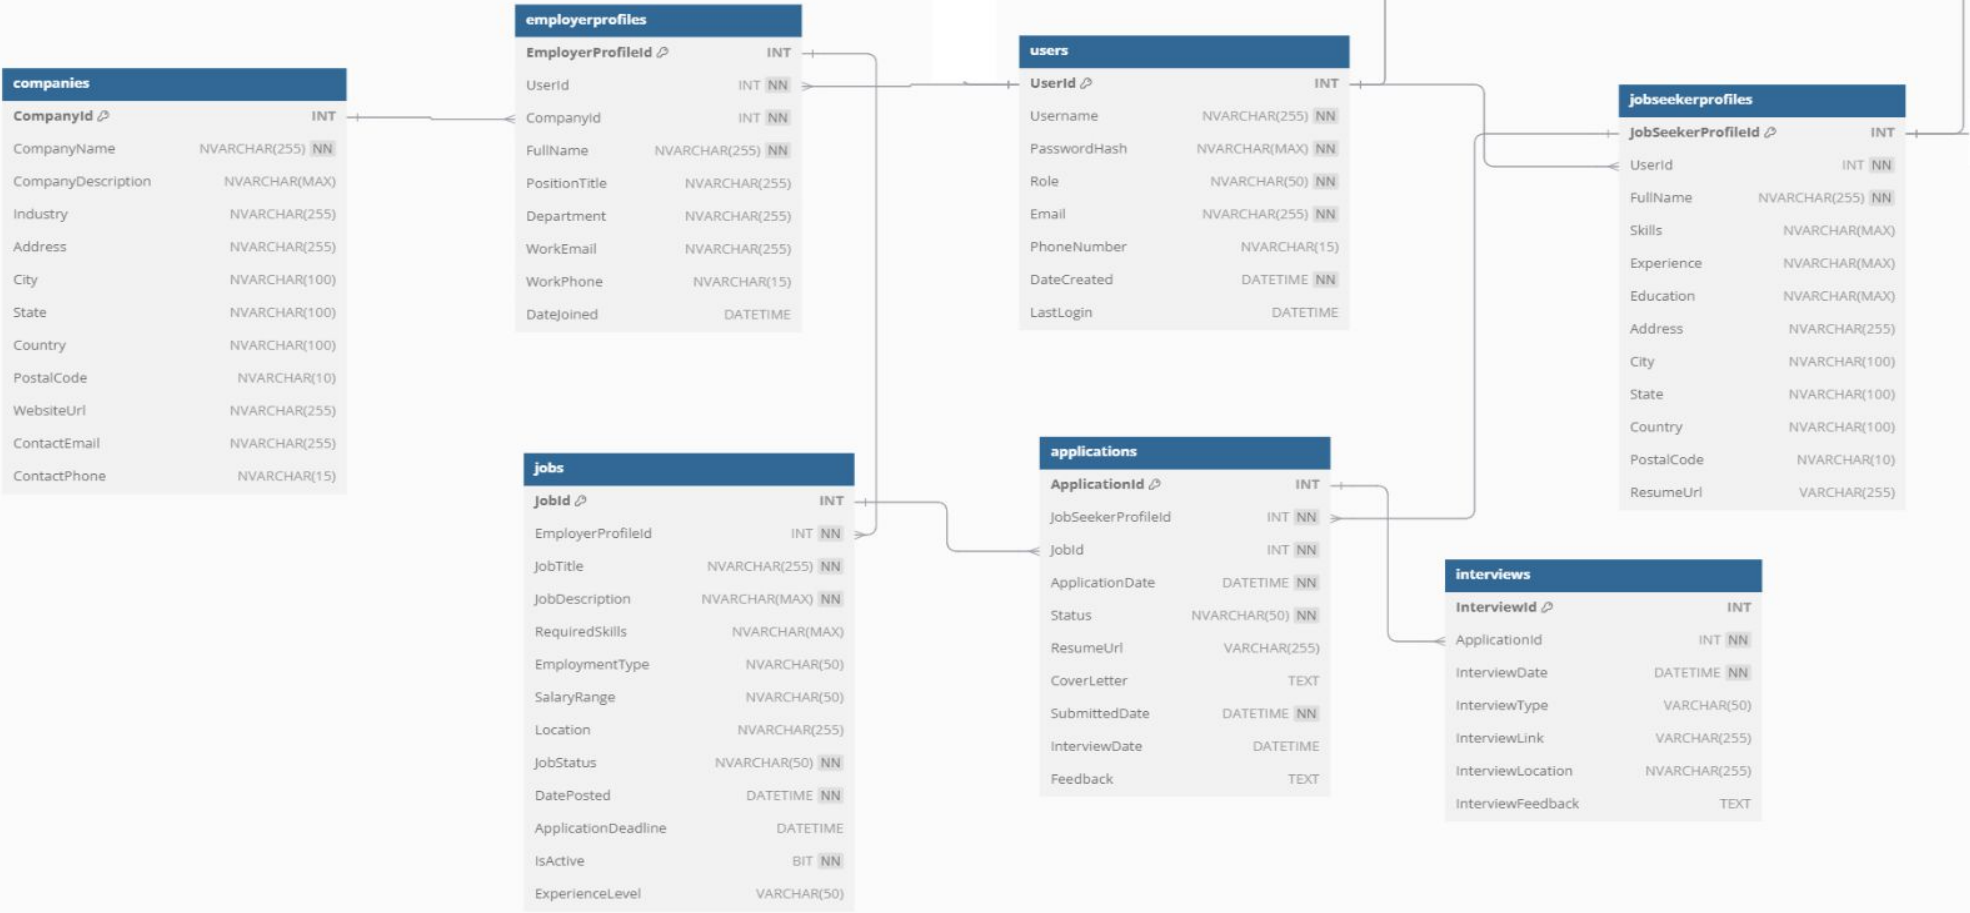 companies
CompanyId INT
CompanyName NVARCHAR(255) NN
CompanyDescription NVARCHAR(MAX)
Industry NVARCHAR(255)
Address NVARCHAR(255)
City NVARCHAR(100)
State NVARCHAR(100)
Country NVARCHAR(100)
PostalCode NVARCHAR(10)
WebsiteUrl NVARCHAR(255)
ContactEmail NVARCHAR(255)
ContactPhone NVARCHAR(15)
employerprofiles
EmployerProfileId INT
UserId INT NN
CompanyId INT NN
FullName NVARCHAR(255) NN
PositionTitle NVARCHAR(255)
Department NVARCHAR(255)
WorkEmail NVARCHAR(255)
WorkPhone NVARCHAR(15)
DateJoined DATETIME
users
UserId INT
Username NVARCHAR(255) NN
PasswordHash NVARCHAR(MAX) NN
Role NVARCHAR(50) NN
Email NVARCHAR(255) NN
PhoneNumber NVARCHAR(15)
DateCreated DATETIME NN
LastLogin DATETIME
jobseekerprofiles
JobSeekerProfileId INT
UserId INT NN
FullName NVARCHAR(255) NN
Skills NVARCHAR(MAX)
Experience NVARCHAR(MAX)
Education NVARCHAR(MAX)
Address NVARCHAR(255)
City NVARCHAR(100)
State NVARCHAR(100)
Country NVARCHAR(100)
PostalCode NVARCHAR(10)
ResumeUrl VARCHAR(255)
jobs
JobId INT
EmployerProfileId INT NN
JobTitle NVARCHAR(255) NN
JobDescription NVARCHAR(MAX) NN
RequiredSkills NVARCHAR(MAX)
EmploymentType NVARCHAR(50)
SalaryRange NVARCHAR(50)
Location NVARCHAR(255)
JobStatus NVARCHAR(50) NN
DatePosted DATETIME NN
ApplicationDeadline DATETIME
IsActive BIT NN
ExperienceLevel VARCHAR(50)
applications
ApplicationId INT
JobSeekerProfileId INT NN
JobId INT NN
ApplicationDate DATETIME NN
Status NVARCHAR(50) NN
ResumeUrl VARCHAR(255)
CoverLetter TEXT
SubmittedDate DATETIME NN
InterviewDate DATETIME
Feedback TEXT
interviews
InterviewId INT
ApplicationId INT NN
InterviewDate DATETIME NN
InterviewType VARCHAR(50)
InterviewLink VARCHAR(255)
InterviewLocation NVARCHAR(255)
InterviewFeedback TEXT